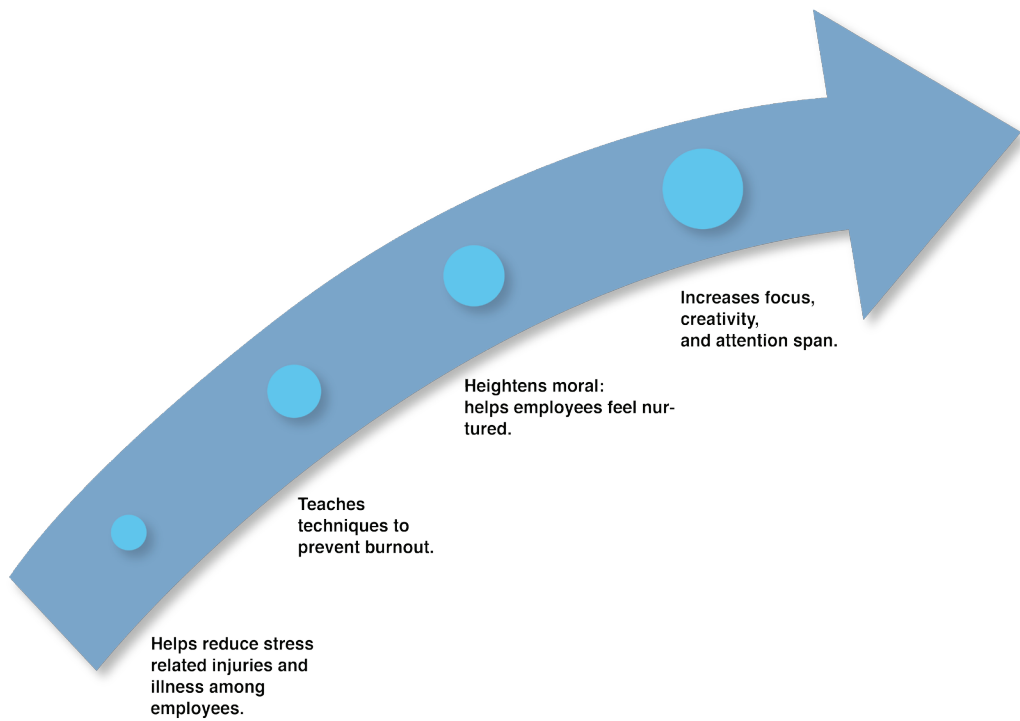 Increases focus,
creativity,
and attention span.
Heightens moral:
helps employees feel nur-
tured.
Teaches
techniques to
prevent burnout.
Helps reduce stress
related injuries and
illness among
employees.